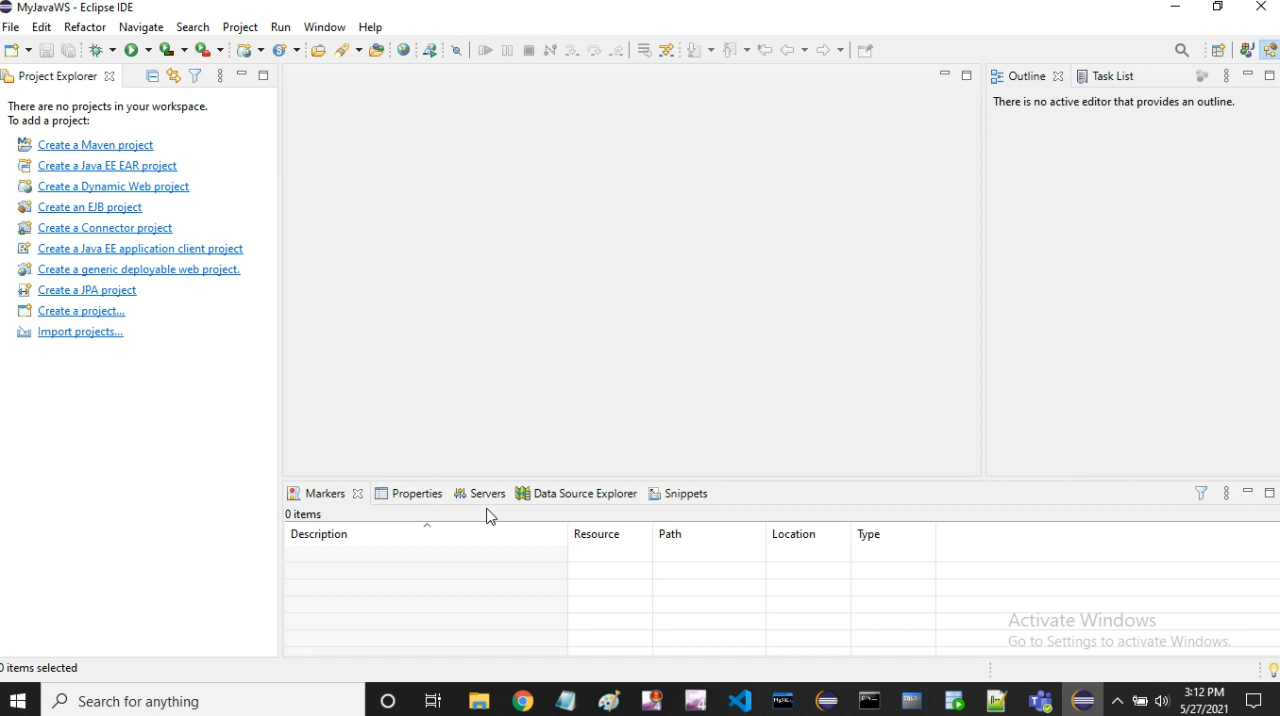 MyJavaWS - Eclipse IDE
File Edit Refactor Navigate Search Project Run Window Help
Project Explorer
There are no projects in your workspace.
To add a project:
Create a Maven project
Create a Java EE EAR project
Create a Dynamic Web project
Create an EJB project
Create a Connector project
Create a Java EE application client project
Create a generic deployable web project.
Create a JPA project
Create a project...
Import projects...
Outline Task List
There is no active editor that provides an outline.
Markers Properties Servers Data Source Explorer Snippets
0 items
Description Resource Path Location Type
Activate Windows
Go to Settings to activate Windows.
0 items selected
Search for anything
3:12 PM
5/27/2021